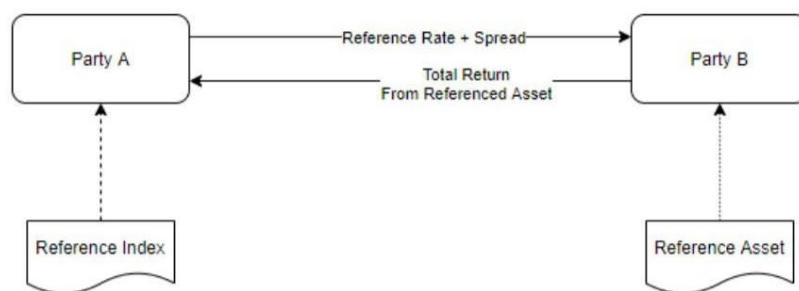 Party A
Reference Rate + Spread
Party B
Total Return
From Referenced Asset
Reference Index
Reference Asset